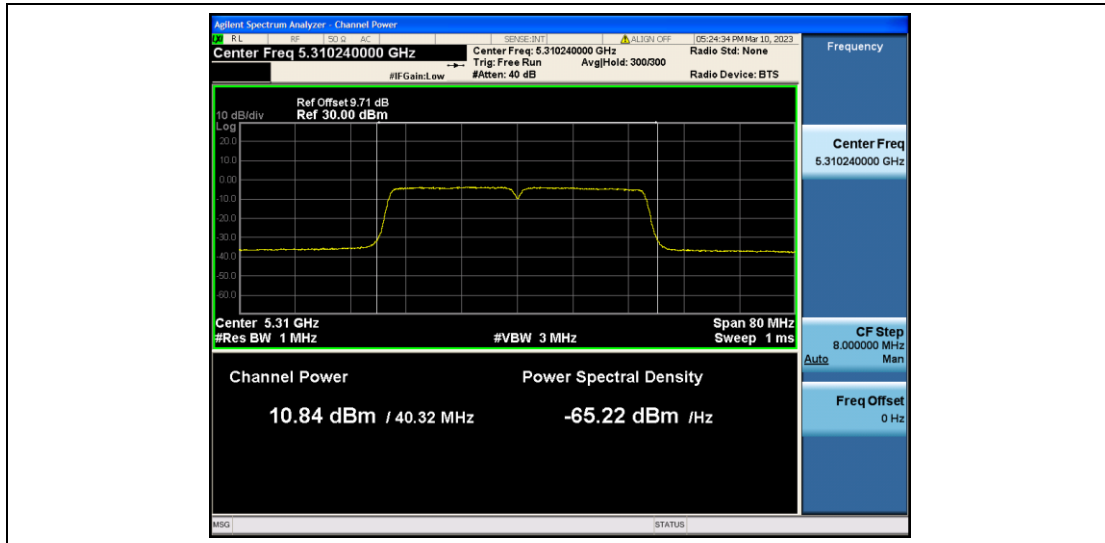 Agilent Spectrum Analyzer - Channel Power
RL RF 50 Ω AC SENSE:INT ALIGN OFF 05:24:34 PM Mar 10, 2023
Center Freq 5.310240000 GHz
Center Freq: 5.310240000 GHz Radio Std: None
Trig: Free Run Avg|Hold: 300/300
#IFGain:Low #Atten: 40 dB Radio Device: BTS
Frequency
Ref Offset 9.71 dB
10 dB/div Ref 30.00 dBm
Log
20.0
10.0
0.00
-10.0
-20.0
-30.0
-40.0
-50.0
-60.0
Center 5.31 GHz Span 80 MHz
#Res BW 1 MHz #VBW 3 MHz Sweep 1 ms
Channel Power Power Spectral Density
10.84 dBm / 40.32 MHz -65.22 dBm /Hz
Center Freq
5.310240000 GHz
CF Step
8.000000 MHz
Auto Man
Freq Offset
0 Hz
MSG STATUS